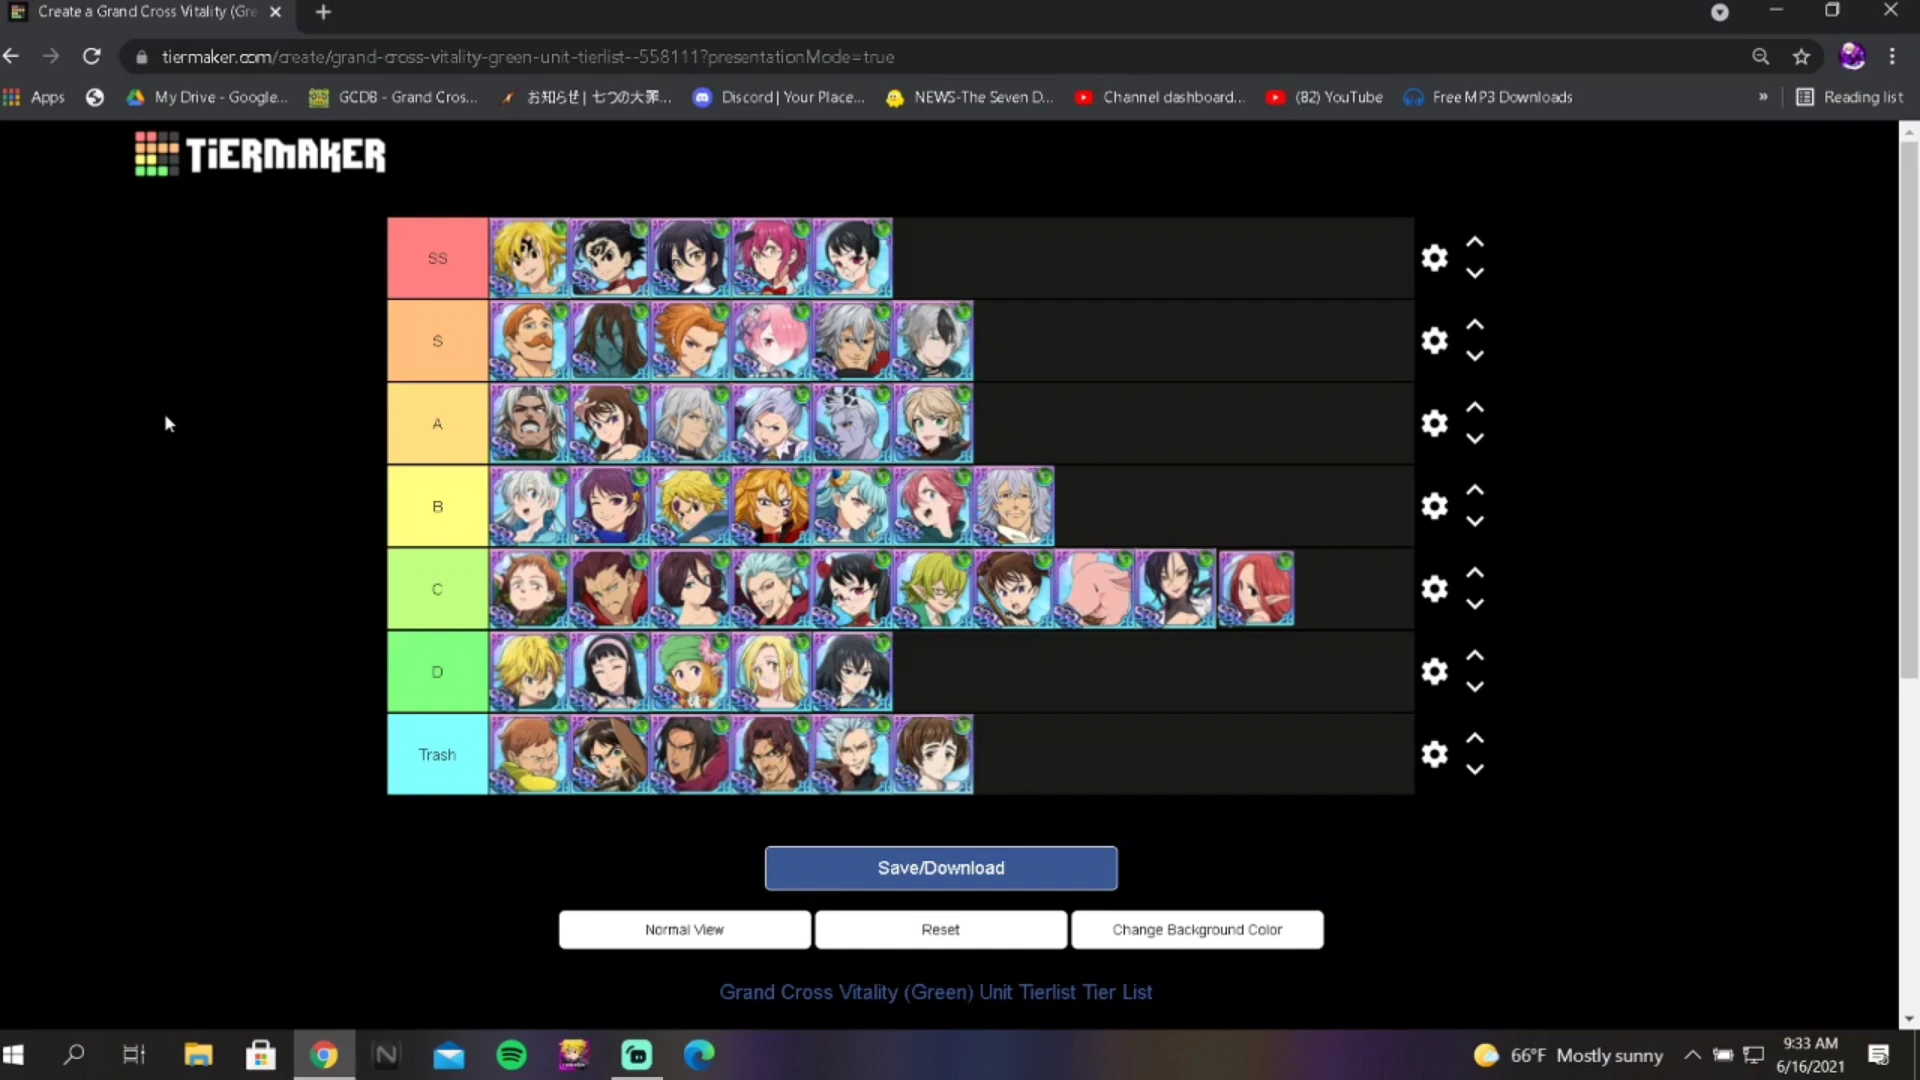 Create a Grand Cross Vitality (Gre
tiermaker.com/create/grand-cross-vitality-green-unit-tierlist--558111?presentationMode=true
Apps
My Drive - Google...
GCDB - Grand Cros...
お知らせ | 七つの大罪...
Discord | Your Place...
NEWS-The Seven D...
Channel dashboard...
(82) YouTube
Free MP3 Downloads
»
Reading list
TIERMAKER
SS
S
A
B
C
D
Trash
Save/Download
Normal View
Reset
Change Background Color
Grand Cross Vitality (Green) Unit Tierlist Tier List
66°F Mostly sunny
9:33 AM
6/16/2021